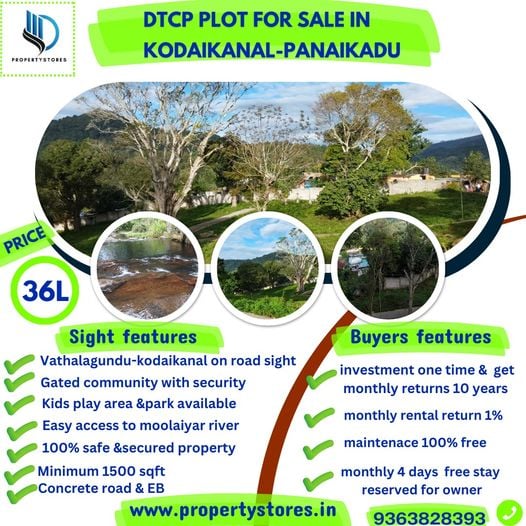 DTCP PLOT FOR SALE IN
KODAIKANAL-PANAIKADU
PROPERTYSTORES
PRICE
36L
Sight features
Vathalagundu-kodaikanal on road sight
Gated community with security
Kids play area &park available
Easy access to moolaiyar river
100% safe &secured property
Minimum 1500 sqft
Concrete road & EB
Buyers features
investment one time & get
monthly returns 10 years
monthly rental return 1%
maintenace 100% free
monthly 4 days free stay
reserved for owner
www.propertystores.in
9363828393